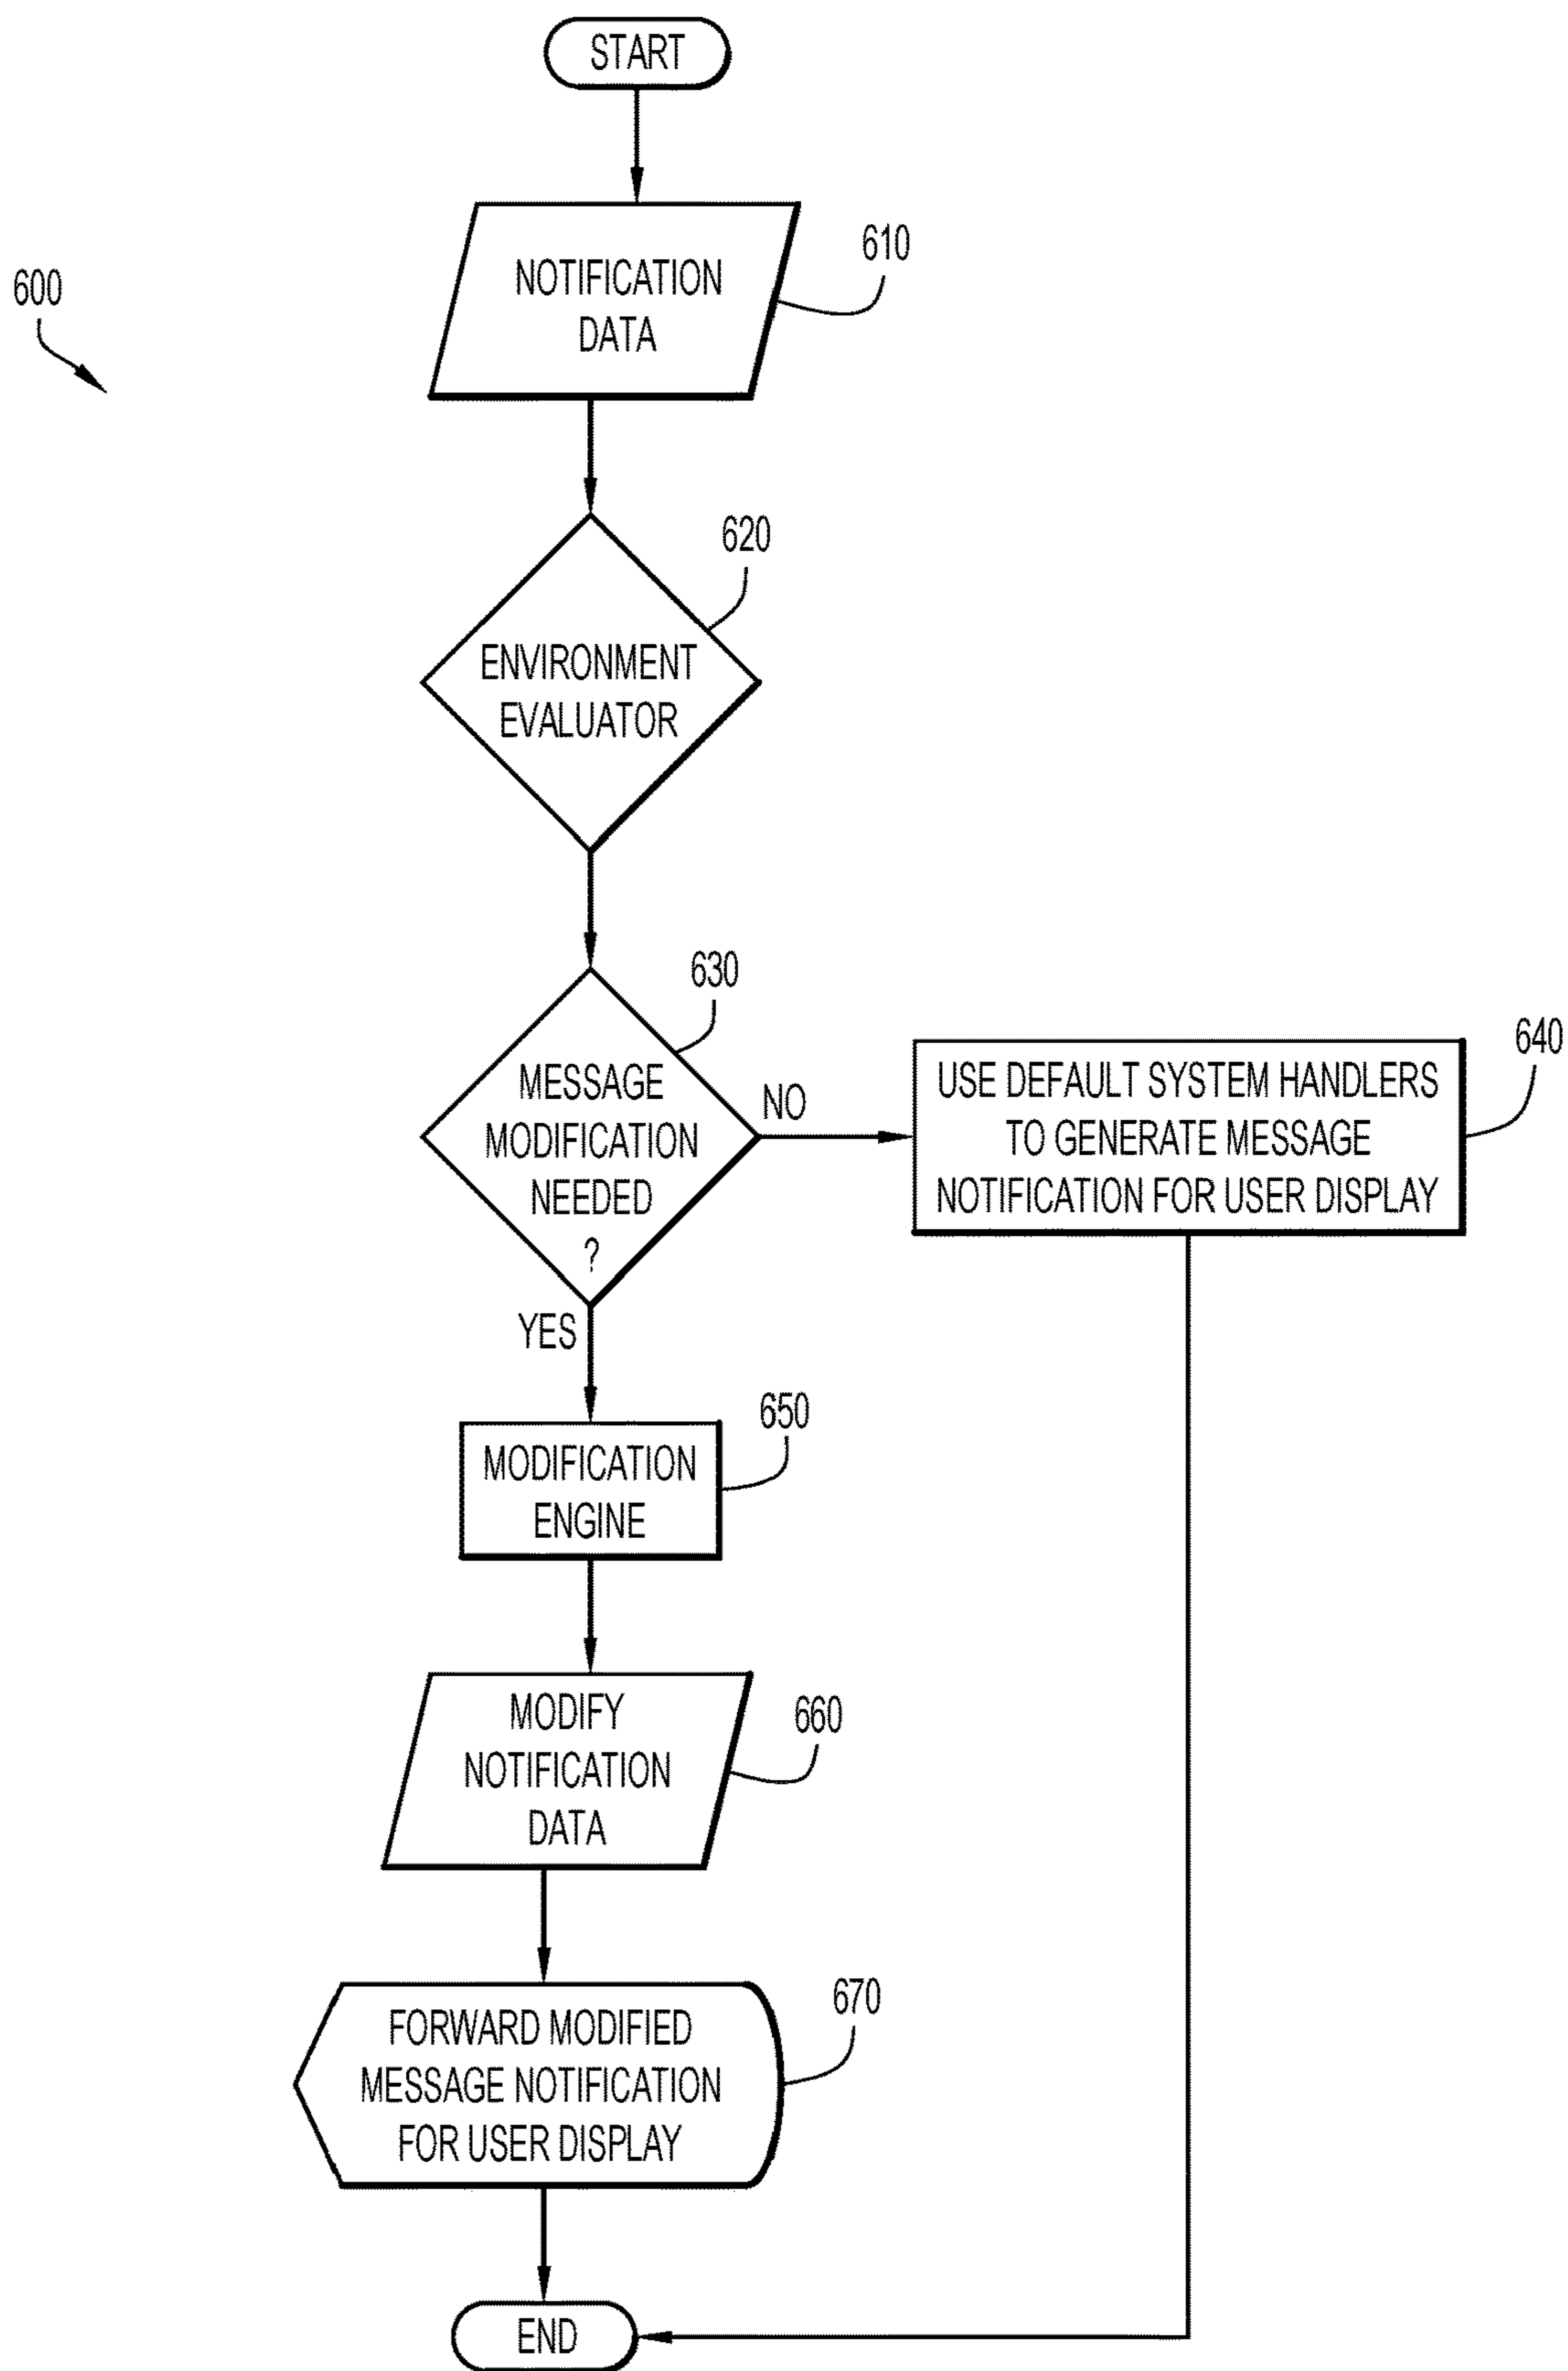 START
NOTIFICATION
DATA
610
600
ENVIRONMENT
EVALUATOR
620
MESSAGE
MODIFICATION
NEEDED
?
630
NO
USE DEFAULT SYSTEM HANDLERS
TO GENERATE MESSAGE
NOTIFICATION FOR USER DISPLAY
640
YES
MODIFICATION
ENGINE
650
MODIFY
NOTIFICATION
DATA
660
FORWARD MODIFIED
MESSAGE NOTIFICATION
FOR USER DISPLAY
670
END